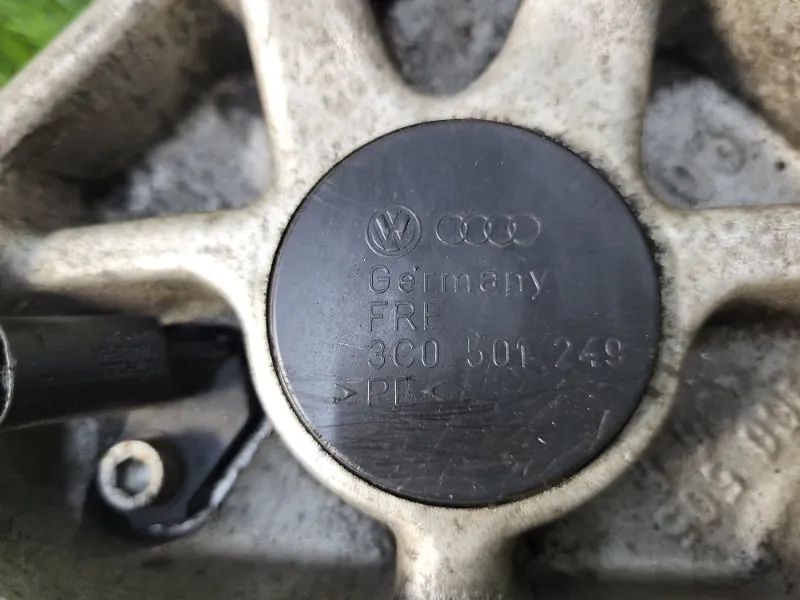 Germany
FRE
3C0 501 249
>PP<